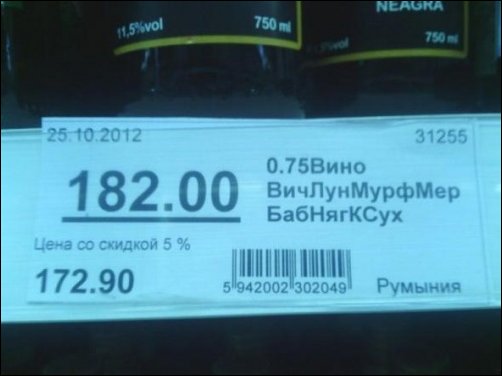 NEAGRA
11,5%vol 750 ml 750 ml
25.10.2012 31255
182.00
0.75Вино
ВичЛунМурфМер
БабНягКСух
Цена со скидкой 5 %
172.90
5 942002 302049
Румыния